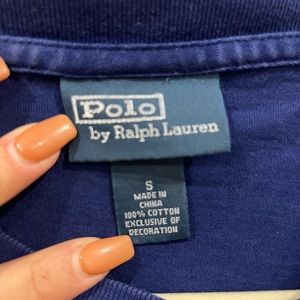 Polo
by Ralph Lauren
S
MADE IN
CHINA
100% COTTON
EXCLUSIVE OF
DECORATION